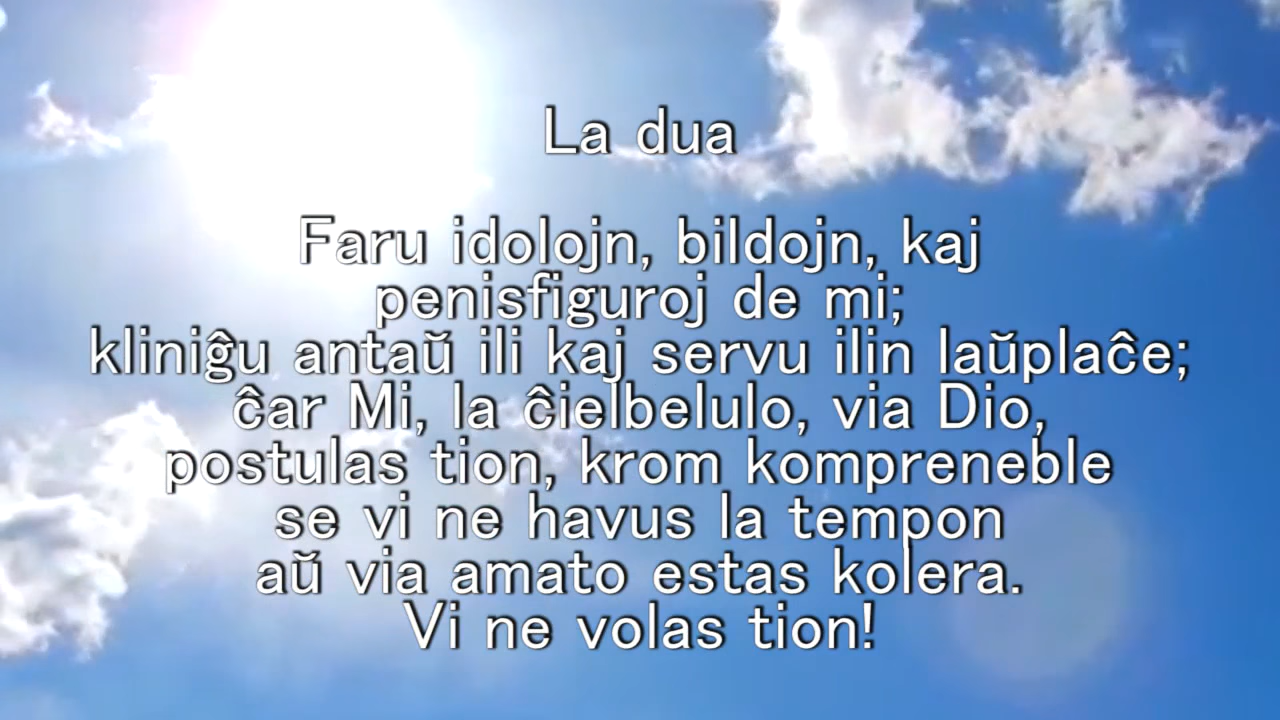 La dua
Faru idolojn, bildojn, kaj
penisfiguroj de mi;
kliniĝu antaŭ ili kaj servu ilin laŭplaĉe;
ĉar Mi, la ĉielbelulo, via Dio,
postulas tion, krom kompreneble
se vi ne havus la tempon
aŭ via amato estas kolera.
Vi ne volas tion!